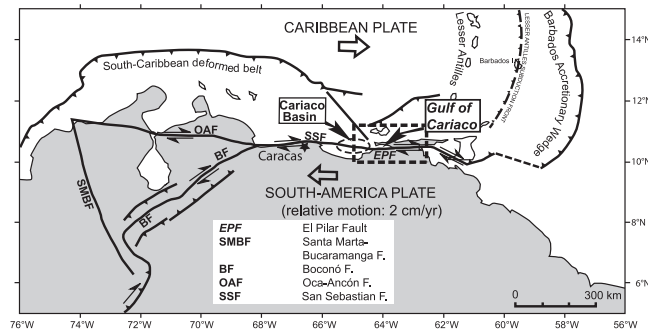 CARIBBEAN PLATE
South-Caribbean deformed belt
Lesser Antilles
LESSER ANTILLES SUBDUCTION FRONT
Barbados I.
Barbados Accretionary Wedge
Cariaco
Basin
Gulf of
Cariaco
OAF
SSF
EPF
BF
BF
SMBF
Caracas
SOUTH-AMERICA PLATE
(relative motion: 2 cm/yr)
EPF El Pilar Fault
SMBF Santa Marta-
Bucaramanga F.
BF Boconó F.
OAF Oca-Ancón F.
SSF San Sebastian F.
14°N
12°N
10°N
8°N
6°N
0 300 km
76°W 74°W 72°W 70°W 68°W 66°W 64°W 62°W 60°W 58°W 56°W